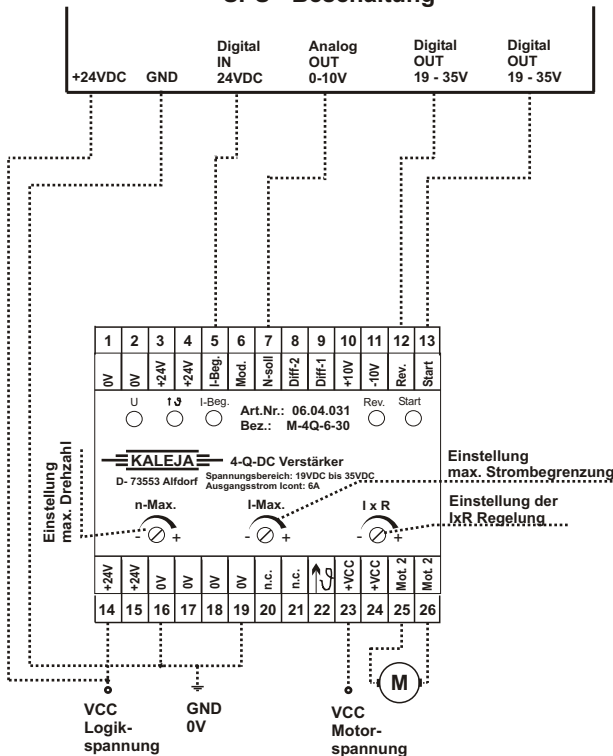 SPS - Beschaltung
+24VDC
GND
Digital
IN
24VDC
Analog
OUT
0-10V
Digital
OUT
19 - 35V
Digital
OUT
19 - 35V
1 2 3 4 5 6 7 8 9 10 11 12 13
0V 0V +24V +24V I-Beg. Mod. N-soll Diff-2 Diff-1 +10V -10V Rev. Start
U
↑ϑ
I-Beg.
Rev.
Start
Art.Nr.: 06.04.031
Bez.: M-4Q-6-30
KALEJA
D- 73553 Alfdorf
4-Q-DC Verstärker
Spannungsbereich: 19VDC bis 35VDC
Ausgangsstrom Icont: 6A
n-Max.
- +
I-Max.
- +
I x R
- +
Einstellung
max. Drehzahl
Einstellung
max. Strombegrenzung
Einstellung der
IxR Regelung
+24V +24V 0V 0V 0V 0V n.c. n.c. ↑ϑ +VCC +VCC Mot. 2 Mot. 2
14 15 16 17 18 19 20 21 22 23 24 25 26
M
VCC
Logik-
spannung
GND
0V
VCC
Motor-
spannung